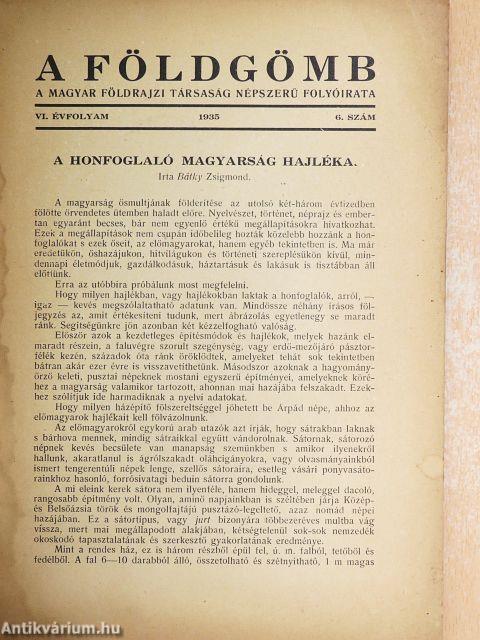 A FÖLDGÖMB
A MAGYAR FÖLDRAJZI TÁRSASÁG NÉPSZERŰ FOLYÓIRATA
VI. ÉVFOLYAM 1935 6. SZÁM
A HONFOGLALÓ MAGYARSÁG HAJLÉKA.
Irta Bátky Zsigmond.
A magyarság ősmultjának földerítése az utolsó két-három évtizedben
fölötte örvendetes ütemben haladt előre. Nyelvészet, történet, néprajz és ember-
tan egyaránt becses, bár nem egyenlő értékű megállapításokra hivatkozhat.
Ezek a megállapítások nem csupán időbelileg hozták közelebb hozzánk a hon-
foglalókat s ezek őseit, az előmagyarokat, hanem egyéb tekintetben is. Ma már
eredetükön, őshazájukon, hitvilágukon és történeti szereplésükön kívül, min-
dennapi életmódjuk, gazdálkodásuk, háztartásuk és lakásuk is tisztábban áll
előttünk.
Erra az utóbbira próbálunk most megfelelni.
Hogy milyen hajlékban, vagy hajlékokban laktak a honfoglalók, arról, —
igaz — kevés megszólaltatható adatunk van. Mindössze néhány írásos föl-
jegyzés az, amit értékesíteni tudunk, mert ábrázolás egyetlenegy se maradt
ránk. Segítségünkre jön azonban két kézzelfogható valóság.
Először azok a kezdetleges építésmódok és hajlékok, melyek hazánk el-
maradt részein, a faluvégre szorult szegénység, vagy erdő-mezőjáró pásztor-
félék kezén, századok óta ránk öröklődtek, amelyeket tehát sok tekintetben
bátran akár ezer évre is visszavetíthetünk. Másodszor azoknak a hagyomány-
őrző keleti, pusztai népeknek mostani egyszerű építményei, amelyeknek köré-
hez a magyarság valamikor tartozott, ahonnan mai hazájába felszakadt. Ezek-
hez szólítjuk ide harmadiknak a nyelvi adatokat.
Hogy milyen házépítő fölszereltséggel jöhetett be Árpád népe, ahhoz az
előmagyarok hajlékait kell fölvázolnunk.
Az előmagyarokról egykorú arab utazók azt írják, hogy sátrakban laknak
s bárhova mennek, mindig sátraikkal együtt vándorolnak. Sátornak, sátorozó
népnek kevés becsülete van manapság szemünkben s amikor ilyenekről
hallunk, akaratlanul is ágrólszakadt oláhcigányokra, vagy olvasmányainkból
ismert tengerentúli népek lenge, szellős sátoraira, esetleg vásári ponyvasáto-
rainkhoz hasonló, forrósivatagi beduin sátorra gondolunk.
A mi eleink kerek sátora nem ilyenféle, hanem hideggel, meleggel dacoló,
rangosabb építmény volt. Olyan, aminő napjainkban is széltében járja Közép-
és Belsőázsia török és mongolfajtájú pusztázó-legeltető, azaz nomád népei
hazájában. Ez a sátortípus, vagy jurt bizonyára többezeréves multba vág
vissza, mert mai megállapodott alakjában, kétségtelenül sok-sok nemzedék
okoskodó tapasztalatának és szerkesztő gyakorlatának eredménye.
Mint a rendes ház, ez is három részből épül fel, ú. m. falból, tetőből és
fedélből. A fal 6—10 darabból álló, összetolható és szétnyitható, 1 m magas
Antikvárium.hu